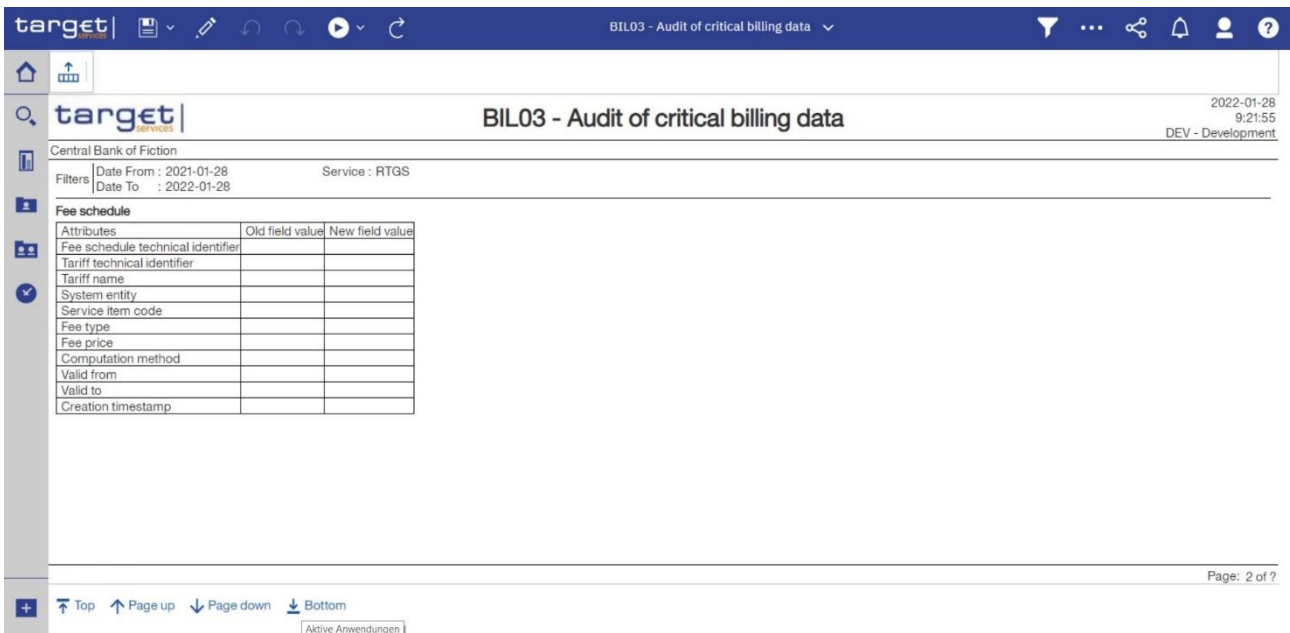 target|
services
BIL03 - Audit of critical billing data
target|
services
BIL03 - Audit of critical billing data
2022-01-28
9:21:55
DEV - Development
Central Bank of Fiction
Filters Date From : 2021-01-28 Service : RTGS
Date To : 2022-01-28
Fee schedule
Attributes Old field value New field value
Fee schedule technical identifier
Tariff technical identifier
Tariff name
System entity
Service item code
Fee type
Fee price
Computation method
Valid from
Valid to
Creation timestamp
Page: 2 of ?
Top Page up Page down Bottom
Aktive Anwendungen